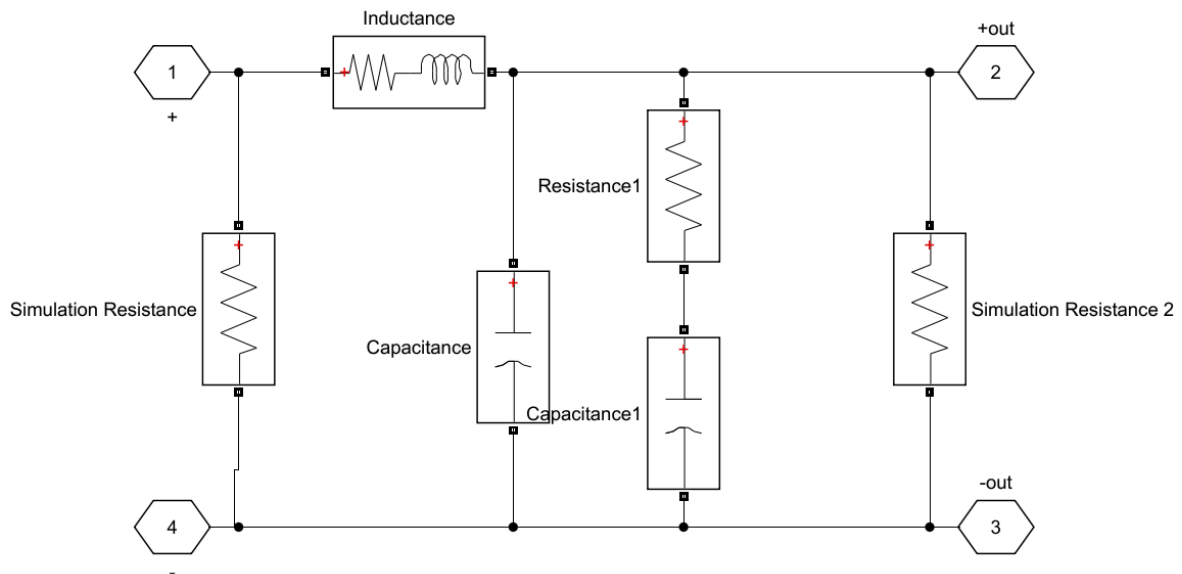 Inductance
+out
1
2
+
Resistance1
Simulation Resistance
Simulation Resistance 2
Capacitance
Capacitance1
-out
4
3
-